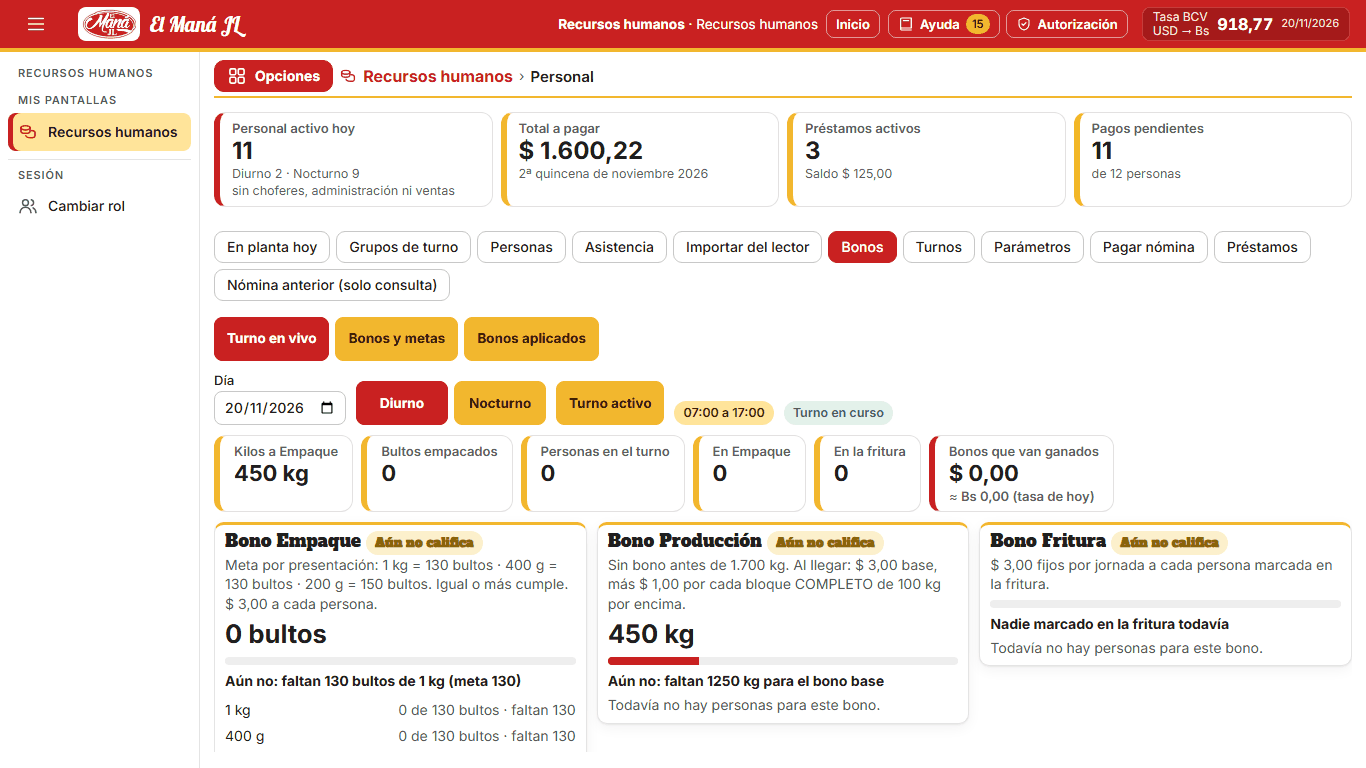 El Maná JL
El Maná JL
Recursos humanos · Recursos humanos
Inicio
Ayuda 15
Autorización
Tasa BCV
USD → Bs
918,77
20/11/2026
RECURSOS HUMANOS
MIS PANTALLAS
Recursos humanos
SESIÓN
Cambiar rol
Opciones
Recursos humanos › Personal
Personal activo hoy
11
Diurno 2 · Nocturno 9
sin choferes, administración ni ventas
Total a pagar
$ 1.600,22
2ª quincena de noviembre 2026
Préstamos activos
3
Saldo $ 125,00
Pagos pendientes
11
de 12 personas
En planta hoy
Grupos de turno
Personas
Asistencia
Importar del lector
Bonos
Turnos
Parámetros
Pagar nómina
Préstamos
Nómina anterior (solo consulta)
Turno en vivo
Bonos y metas
Bonos aplicados
Día
20/11/2026
Diurno
Nocturno
Turno activo
07:00 a 17:00
Turno en curso
Kilos a Empaque
450 kg
Bultos empacados
0
Personas en el turno
0
En Empaque
0
En la fritura
0
Bonos que van ganados
$ 0,00
≈ Bs 0,00 (tasa de hoy)
Bono Empaque Aún no califica
Meta por presentación: 1 kg = 130 bultos · 400 g =
130 bultos · 200 g = 150 bultos. Igual o más cumple.
$ 3,00 a cada persona.
0 bultos
Aún no: faltan 130 bultos de 1 kg (meta 130)
1 kg 0 de 130 bultos · faltan 130
400 g 0 de 130 bultos · faltan 130
Bono Producción Aún no califica
Sin bono antes de 1.700 kg. Al llegar: $ 3,00 base,
más $ 1,00 por cada bloque COMPLETO de 100 kg
por encima.
450 kg
Aún no: faltan 1250 kg para el bono base
Todavía no hay personas para este bono.
Bono Fritura Aún no califica
$ 3,00 fijos por jornada a cada persona marcada en
la fritura.
Nadie marcado en la fritura todavía
Todavía no hay personas para este bono.